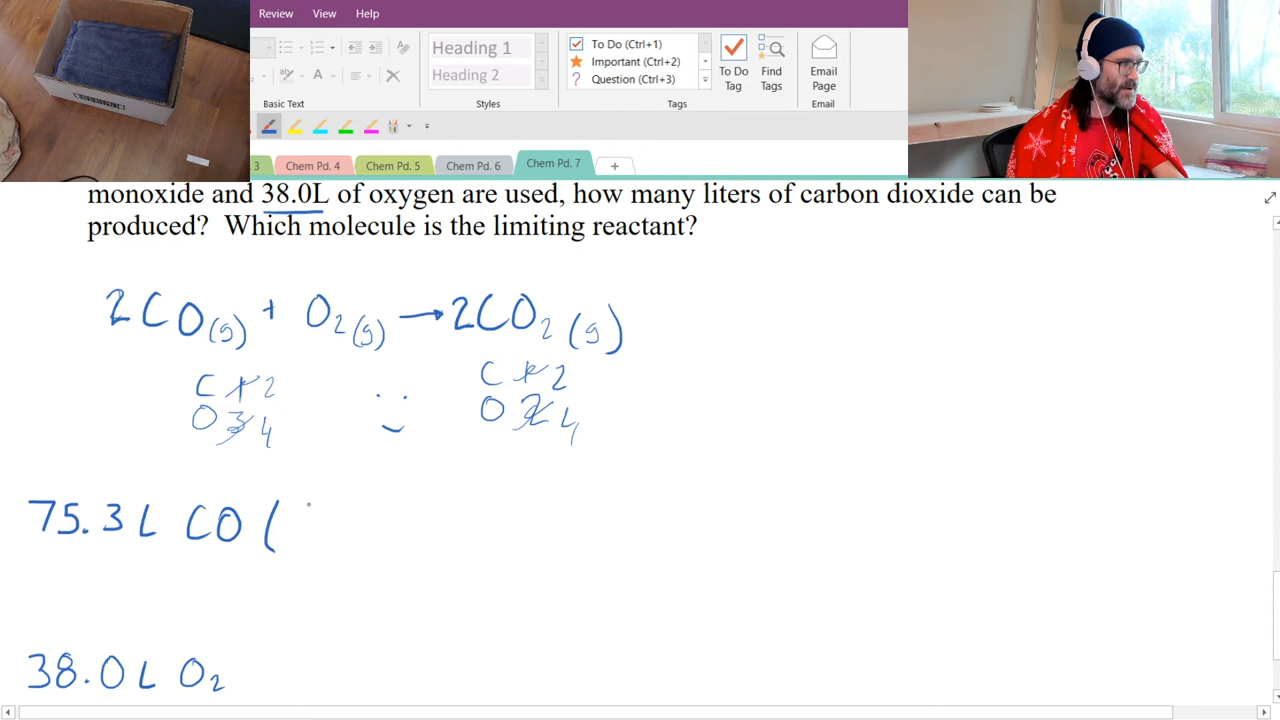 Review View Help
Heading 1
Heading 2
To Do (Ctrl+1)
Important (Ctrl+2)
Question (Ctrl+3)
To Do Tag
Find Tags
Email Page
Basic Text Styles Tags Email
3 Chem Pd. 4 Chem Pd. 5 Chem Pd. 6 Chem Pd. 7 +
monoxide and 38.0L of oxygen are used, how many liters of carbon dioxide can be
produced? Which molecule is the limiting reactant?
2CO(g) + O2(g) → 2CO2(g)
C 1 2 C 1 2
O 3 4 O 2 4
75.3 L CO (
38.0 L O2